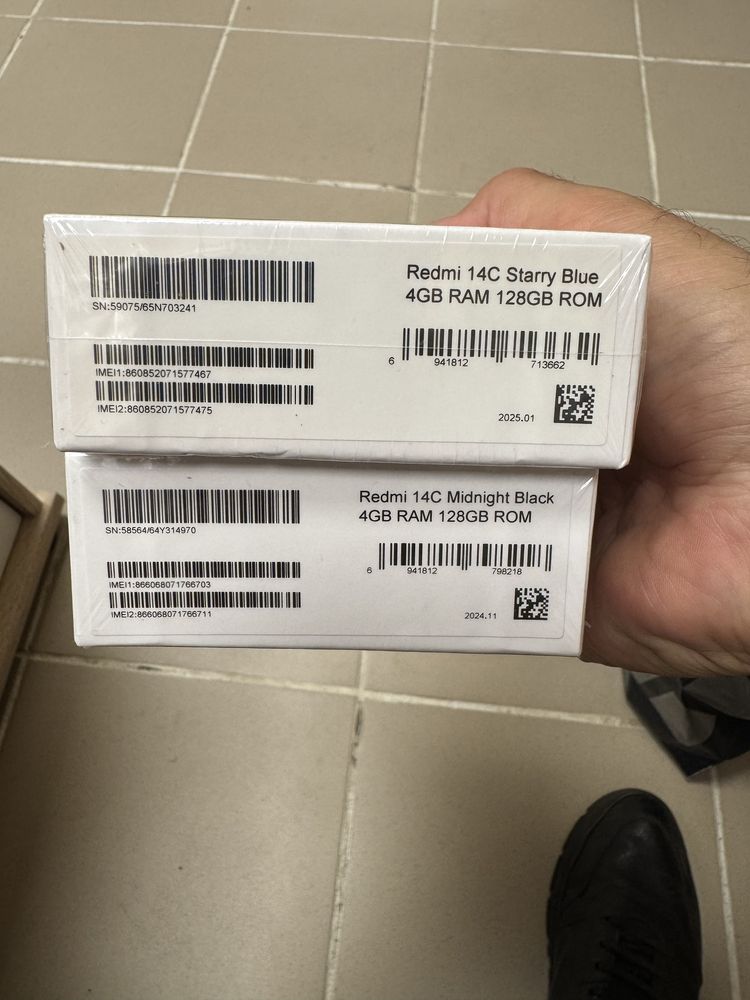 Redmi 14C Starry Blue
4GB RAM 128GB ROM
SN:59075/65N703241
6 941812 713662
IMEI1:860852071577467
IMEI2:860852071577475
2025.01
Redmi 14C Midnight Black
4GB RAM 128GB ROM
SN:58564/64Y314970
6 941812 798218
IMEI1:866068071766703
IMEI2:866068071766711
2024.11